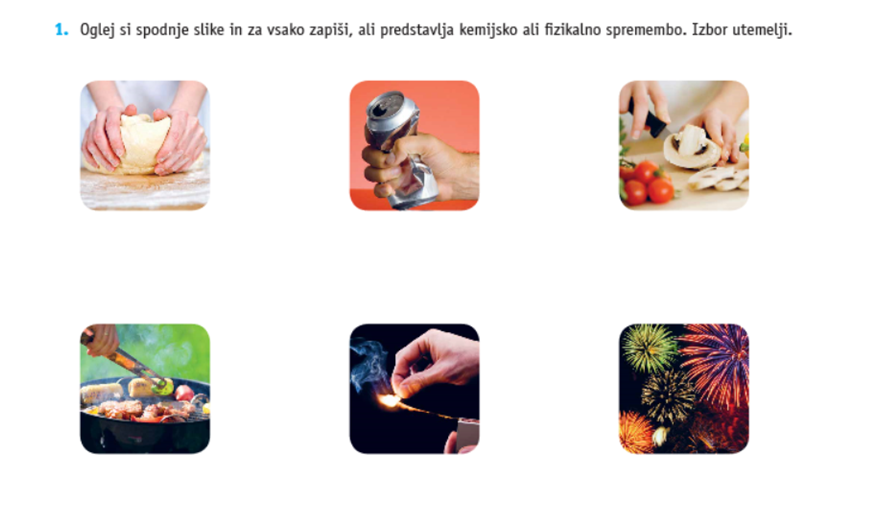 1. Oglej si spodnje slike in za vsako zapiši, ali predstavlja kemijsko ali fizikalno spremembo. Izbor utemelji.